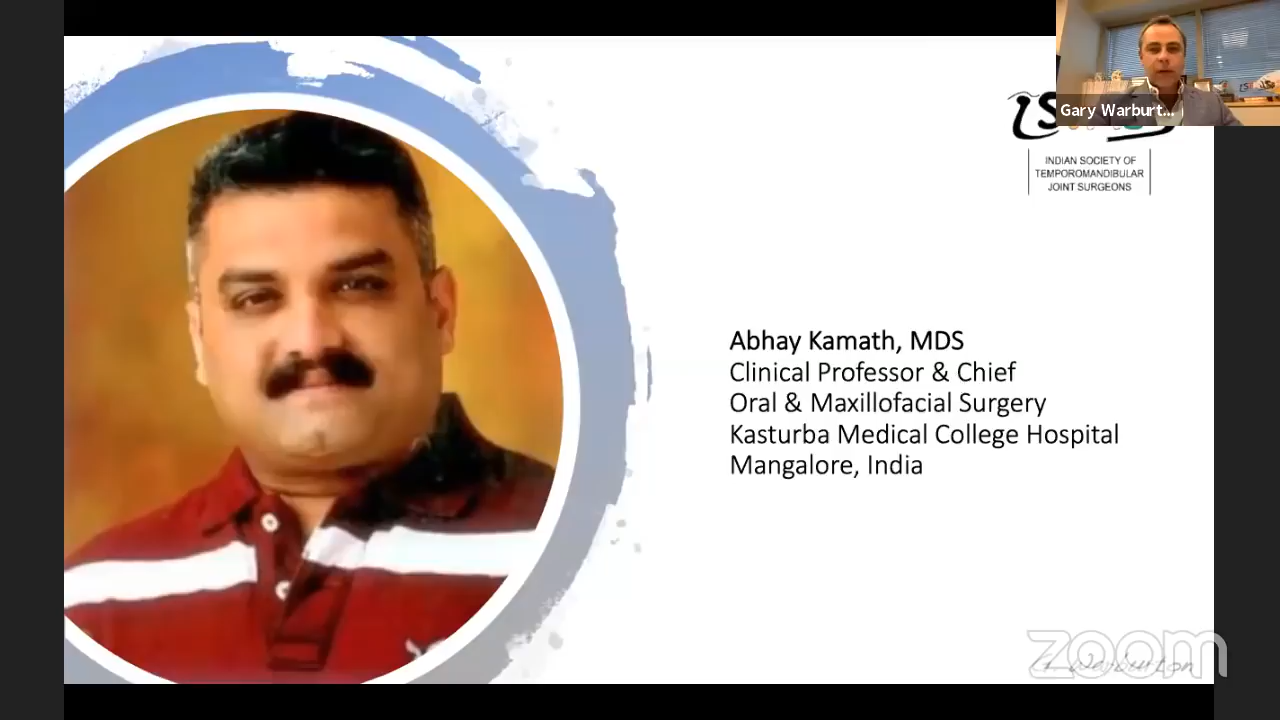 Gary Warburt...
INDIAN SOCIETY OF
TEMPOROMANDIBULAR
JOINT SURGEONS
Abhay Kamath, MDS
Clinical Professor & Chief
Oral & Maxillofacial Surgery
Kasturba Medical College Hospital
Mangalore, India
zoom
G. Warburton